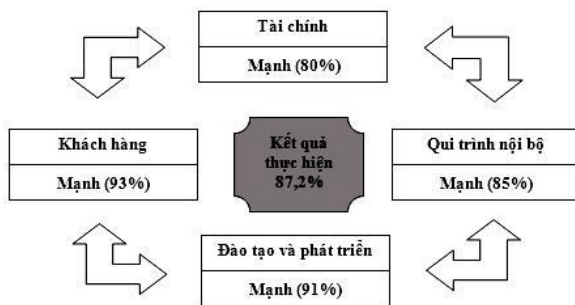 Tài chính
Mạnh (80%)
Khách hàng
Mạnh (93%)
Kết quả
thực hiện
87,2%
Qui trình nội bộ
Mạnh (85%)
Đào tạo và phát triển
Mạnh (91%)